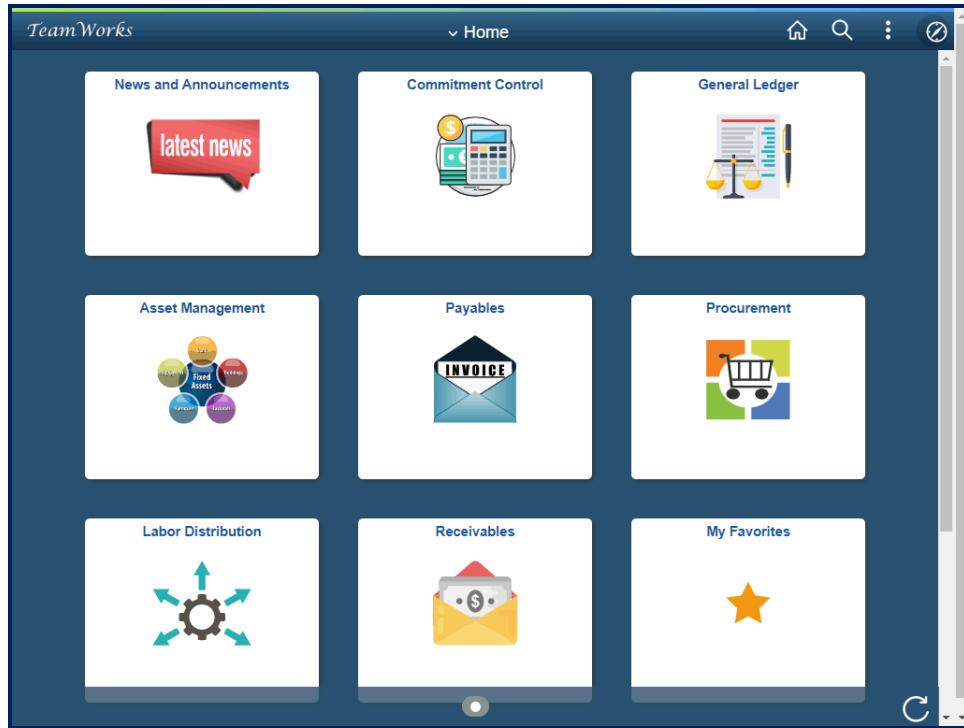 TeamWorks
Home
News and Announcements
Commitment Control
General Ledger
latest news
$
Asset Management
Payables
Procurement
INVOICE
Fixed
Assets
Labor Distribution
Receivables
My Favorites
$